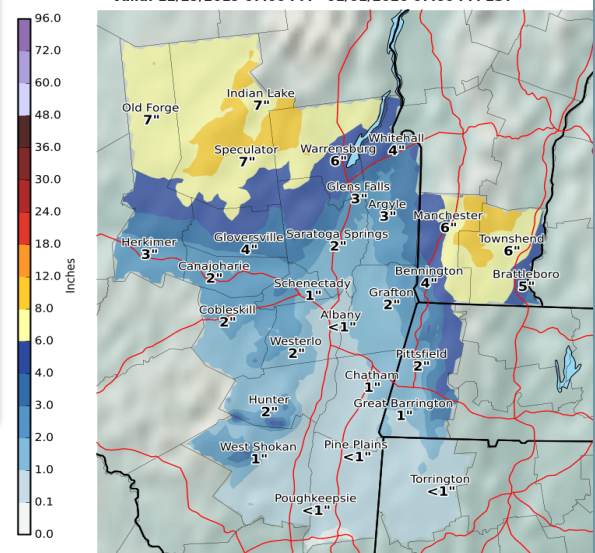 96.0
72.0
60.0
48.0
36.0
30.0
24.0
18.0
12.0
8.0
6.0
5.0
4.0
3.0
2.0
1.0
0.1
0.0
Inches
Old Forge
7"
Indian Lake
7"
Speculator
7"
Warrensburg
6"
Whitehall
4"
Glens Falls
3"
Argyle
3"
Manchester
6"
Townshend
6"
Brattleboro
5"
Herkimer
3"
Gloversville
4"
Saratoga Springs
2"
Canajoharie
2"
Schenectady
1"
Bennington
4"
Grafton
2"
Cobleskill
2"
Albany
<1"
Westerlo
2"
Pittsfield
2"
Chatham
1"
Hunter
2"
Great Barrington
1"
West Shokan
1"
Pine Plains
<1"
Torrington
<1"
Poughkeepsie
<1"